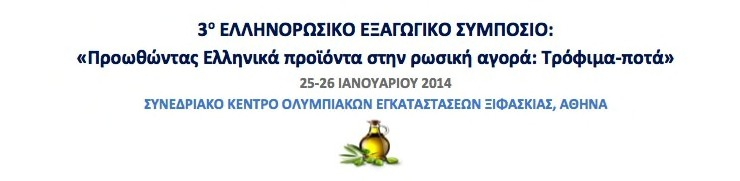 3ο ΕΛΛΗΝΟΡΩΣΙΚΟ ΕΞΑΓΩΓΙΚΟ ΣΥΜΠΟΣΙΟ:
«Προωθώντας Ελληνικά προϊόντα στην ρωσική αγορά: Τρόφιμα-ποτά»
25-26 ΙΑΝΟΥΑΡΙΟΥ 2014
ΣΥΝΕΔΡΙΑΚΟ ΚΕΝΤΡΟ ΟΛΥΜΠΙΑΚΩΝ ΕΓΚΑΤΑΣΤΑΣΕΩΝ ΞΙΦΑΣΚΙΑΣ, ΑΘΗΝΑ